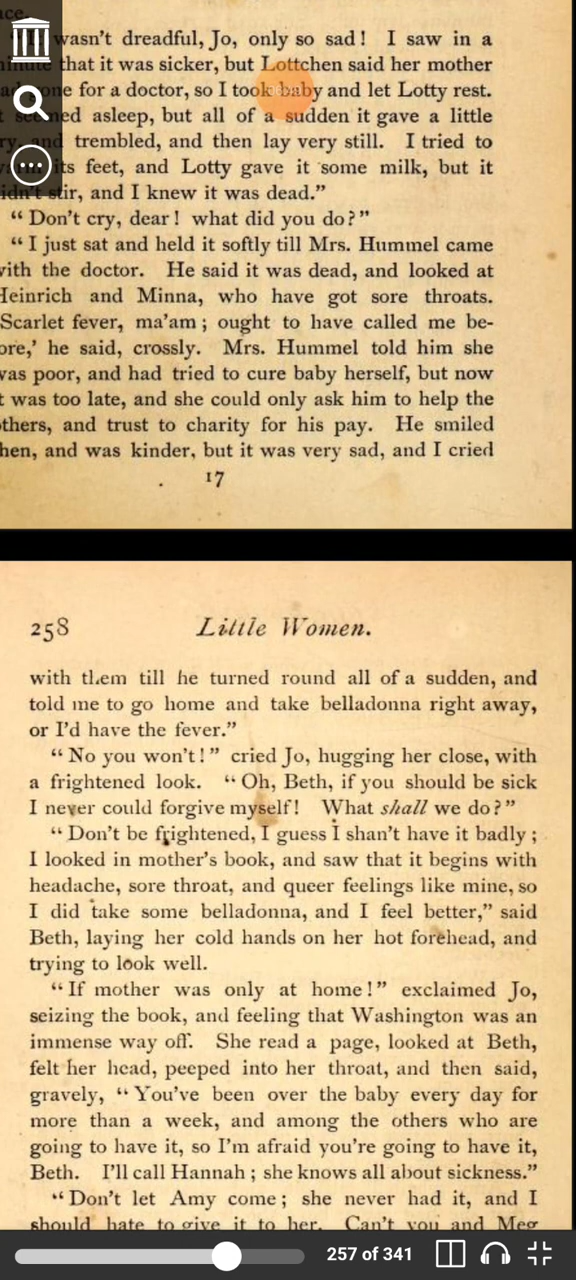 wasn't dreadful, Jo, only so sad! I saw in a
that it was sicker, but Lottchen said her mother
one for a doctor, so I took baby and let Lotty rest.
asleep, but all of a sudden it gave a little
and trembled, and then lay very still. I tried to
its feet, and Lotty gave it some milk, but it
stir, and I knew it was dead."
"Don't cry, dear! what did you do?"
"I just sat and held it softly till Mrs. Hummel came
with the doctor. He said it was dead, and looked at
Heinrich and Minna, who have got sore throats.
Scarlet fever, ma'am; ought to have called me be-
ore,' he said, crossly. Mrs. Hummel told him she
was poor, and had tried to cure baby herself, but now
t was too late, and she could only ask him to help the
others, and trust to charity for his pay. He smiled
hen, and was kinder, but it was very sad, and I cried
17
258 Little Women.
with them till he turned round all of a sudden, and
told me to go home and take belladonna right away,
or I'd have the fever."
"No you won't!" cried Jo, hugging her close, with
a frightened look. "Oh, Beth, if you should be sick
I never could forgive myself! What shall we do?"
"Don't be frightened, I guess I shan't have it badly;
I looked in mother's book, and saw that it begins with
headache, sore throat, and queer feelings like mine, so
I did take some belladonna, and I feel better," said
Beth, laying her cold hands on her hot forehead, and
trying to look well.
"If mother was only at home!" exclaimed Jo,
seizing the book, and feeling that Washington was an
immense way off. She read a page, looked at Beth,
felt her head, peeped into her throat, and then said,
gravely, "You've been over the baby every day for
more than a week, and among the others who are
going to have it, so I'm afraid you're going to have it,
Beth. I'll call Hannah; she knows all about sickness."
"Don't let Amy come; she never had it, and I
should hate to give it to her. Can't you and Meg
257 of 341